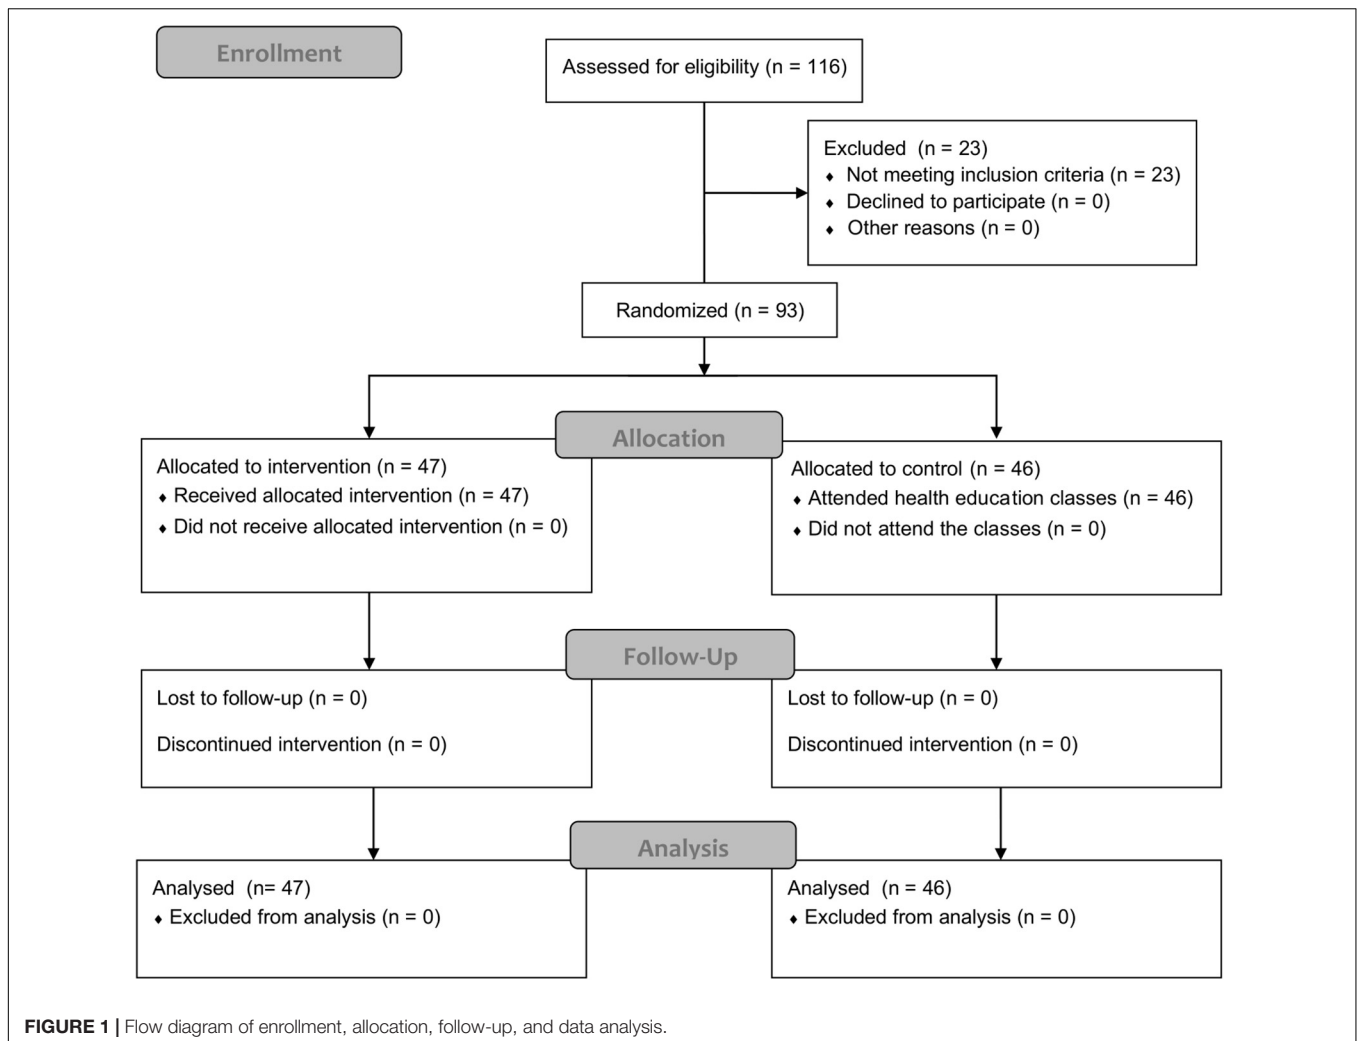 Enrollment
Assessed for eligibility (n = 116)
Excluded (n = 23)
♦ Not meeting inclusion criteria (n = 23)
♦ Declined to participate (n = 0)
♦ Other reasons (n = 0)
Randomized (n = 93)
Allocation
Allocated to intervention (n = 47)
♦ Received allocated intervention (n = 47)
♦ Did not receive allocated intervention (n = 0)
Allocated to control (n = 46)
♦ Attended health education classes (n = 46)
♦ Did not attend the classes (n = 0)
Follow-Up
Lost to follow-up (n = 0)
Discontinued intervention (n = 0)
Lost to follow-up (n = 0)
Discontinued intervention (n = 0)
Analysis
Analysed (n= 47)
♦ Excluded from analysis (n = 0)
Analysed (n = 46)
♦ Excluded from analysis (n = 0)
FIGURE 1 | Flow diagram of enrollment, allocation, follow-up, and data analysis.